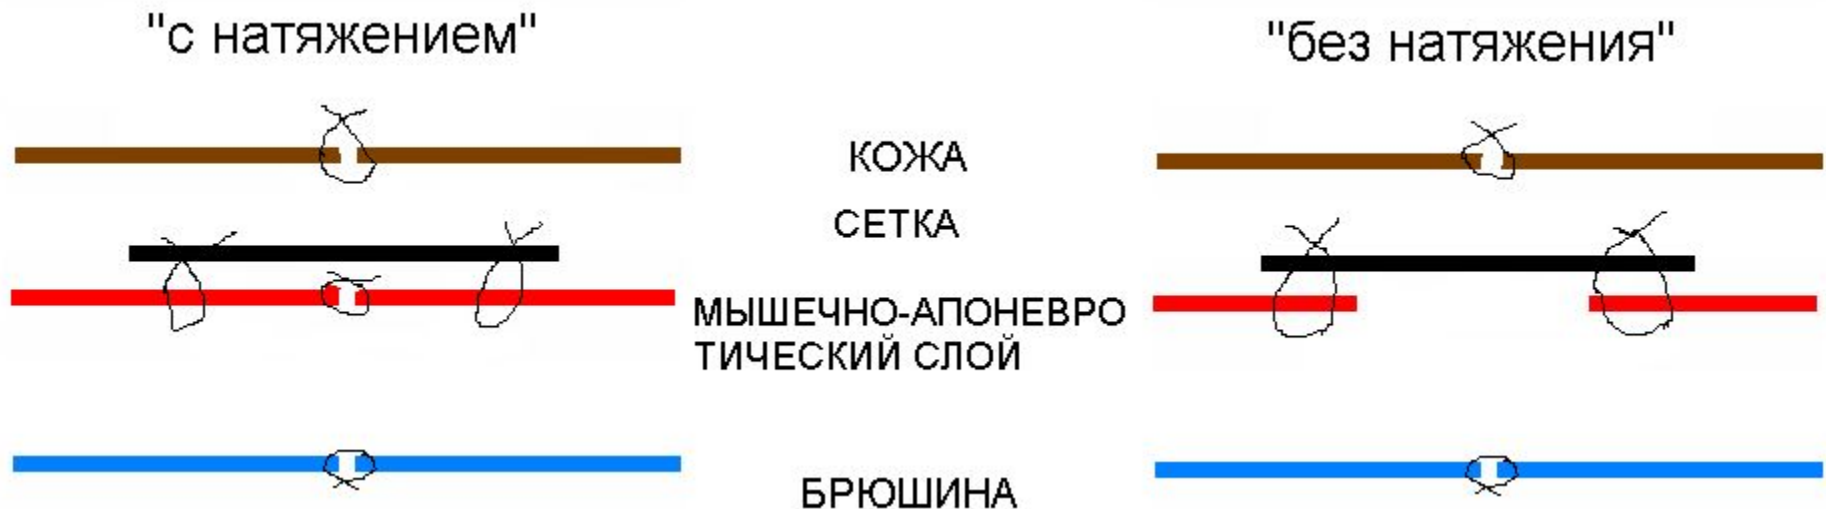 "с натяжением"
"без натяжения"
КОЖА
СЕТКА
МЫШЕЧНО-АПОНЕВРО
ТИЧЕСКИЙ СЛОЙ
БРЮШИНА